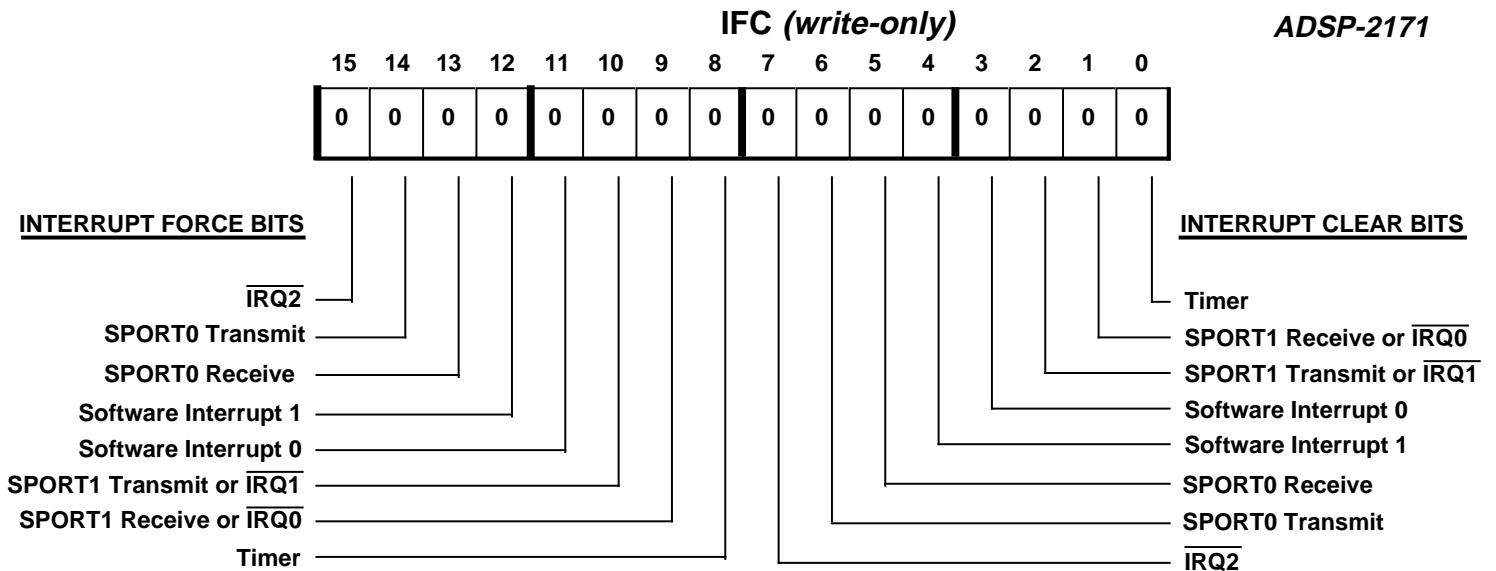 IFC (write-only)
ADSP-2171
15 14 13 12 11 10 9 8 7 6 5 4 3 2 1 0
0 0 0 0 0 0 0 0 0 0 0 0 0 0 0 0
INTERRUPT FORCE BITS
INTERRUPT CLEAR BITS
IRQ2
SPORT0 Transmit
SPORT0 Receive
Software Interrupt 1
Software Interrupt 0
SPORT1 Transmit or IRQ1
SPORT1 Receive or IRQ0
Timer
Timer
SPORT1 Receive or IRQ0
SPORT1 Transmit or IRQ1
Software Interrupt 0
Software Interrupt 1
SPORT0 Receive
SPORT0 Transmit
IRQ2